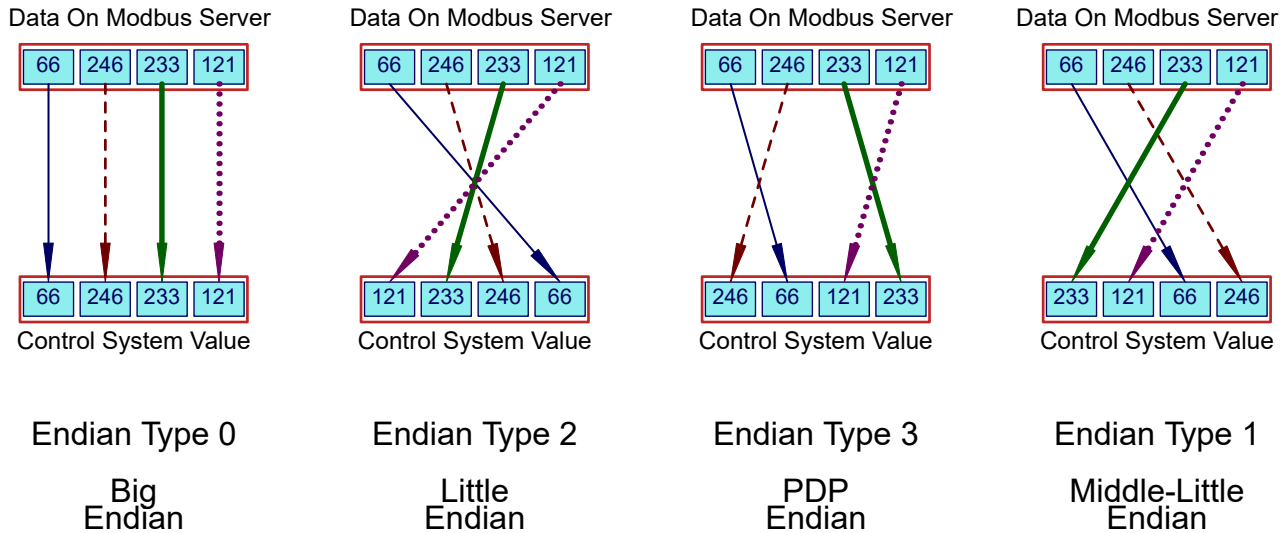 Data On Modbus Server
66 246 233 121
66 246 233 121
Control System Value
Endian Type 0
Big
Endian
Data On Modbus Server
66 246 233 121
121 233 246 66
Control System Value
Endian Type 2
Little
Endian
Data On Modbus Server
66 246 233 121
246 66 121 233
Control System Value
Endian Type 3
PDP
Endian
Data On Modbus Server
66 246 233 121
233 121 66 246
Control System Value
Endian Type 1
Middle-Little
Endian